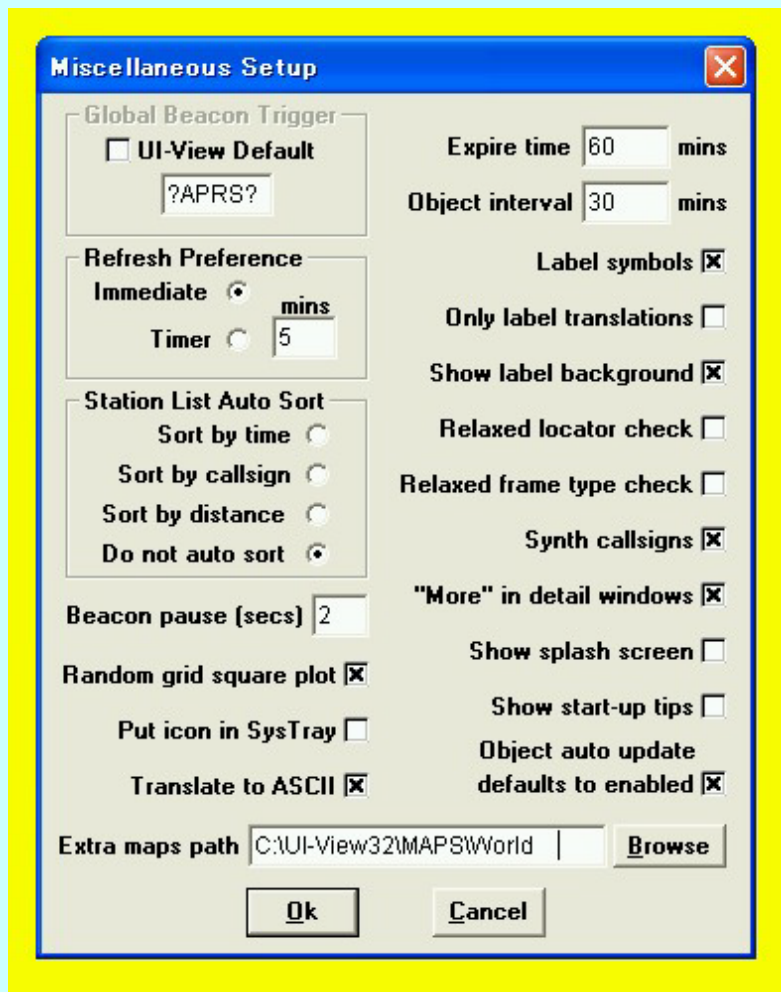 Miscellaneous Setup
Global Beacon Trigger
UI-View Default
?APRS?
Refresh Preference
Immediate
mins
Timer
5
Station List Auto Sort
Sort by time
Sort by callsign
Sort by distance
Do not auto sort
Beacon pause (secs) 2
Random grid square plot
Put icon in SysTray
Translate to ASCII
Expire time 60 mins
Object interval 30 mins
Label symbols
Only label translations
Show label background
Relaxed locator check
Relaxed frame type check
Synth callsigns
"More" in detail windows
Show splash screen
Show start-up tips
Object auto update
defaults to enabled
Extra maps path C:\UI-View32\MAPS\World Browse
Ok Cancel